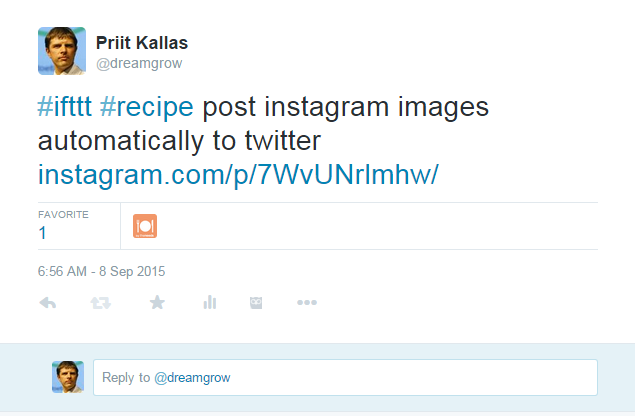 Priit Kallas
@dreamgrow
#ifttt #recipe post instagram images
automatically to twitter
instagram.com/p/7WvUNrImhw/
FAVORITE
1
6:56 AM - 8 Sep 2015
Reply to @dreamgrow